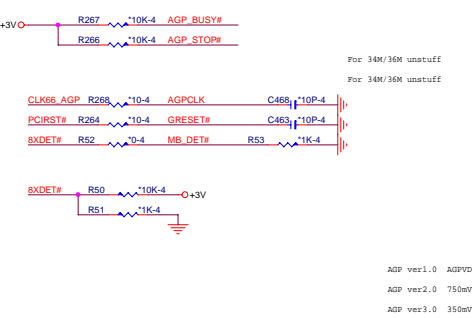 R267 *10K-4 AGP_BUSY#
+3V
R266 *10K-4 AGP_STOP#
For 34M/36M unstuff
For 34M/36M unstuff
CLK66_AGP R268 *10-4 AGPCLK C468 *10P-4
PCIRST# R264 *10-4 GRESET# C463 *10P-4
8XDET# R52 *0-4 MB_DET# R53 *1K-4
8XDET# R50 *10K-4 +3V
R51 *1K-4
AGP ver1.0 AGPVD
AGP ver2.0 750mV
AGP ver3.0 350mV